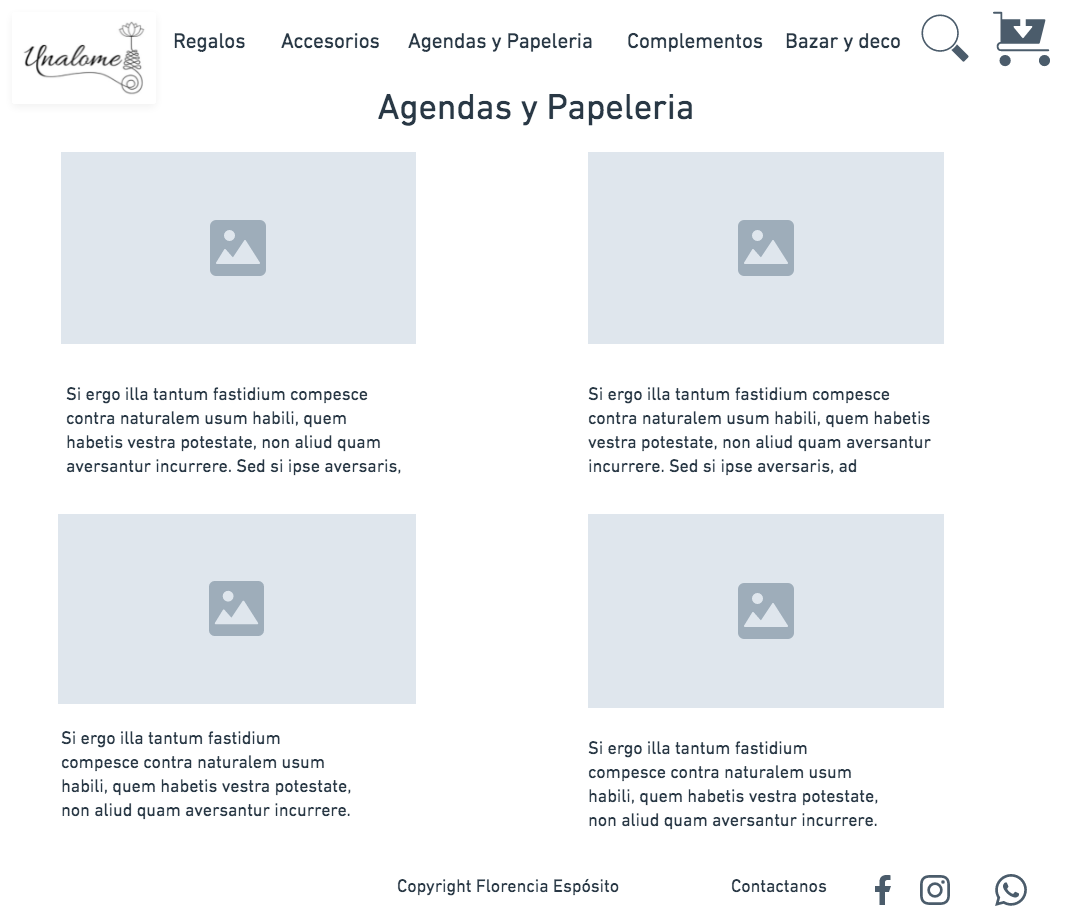 Unalome
Regalos Accesorios Agendas y Papeleria Complementos Bazar y deco
Agendas y Papeleria
Si ergo illa tantum fastidium compesce
contra naturalem usum habili, quem
habetis vestra potestate, non aliud quam
aversantur incurrere. Sed si ipse aversaris,
Si ergo illa tantum fastidium compesce
contra naturalem usum habili, quem habetis
vestra potestate, non aliud quam aversantur
incurrere. Sed si ipse aversaris, ad
Si ergo illa tantum fastidium
compesce contra naturalem usum
habili, quem habetis vestra potestate,
non aliud quam aversantur incurrere.
Si ergo illa tantum fastidium
compesce contra naturalem usum
habili, quem habetis vestra potestate,
non aliud quam aversantur incurrere.
Copyright Florencia Espósito Contactanos